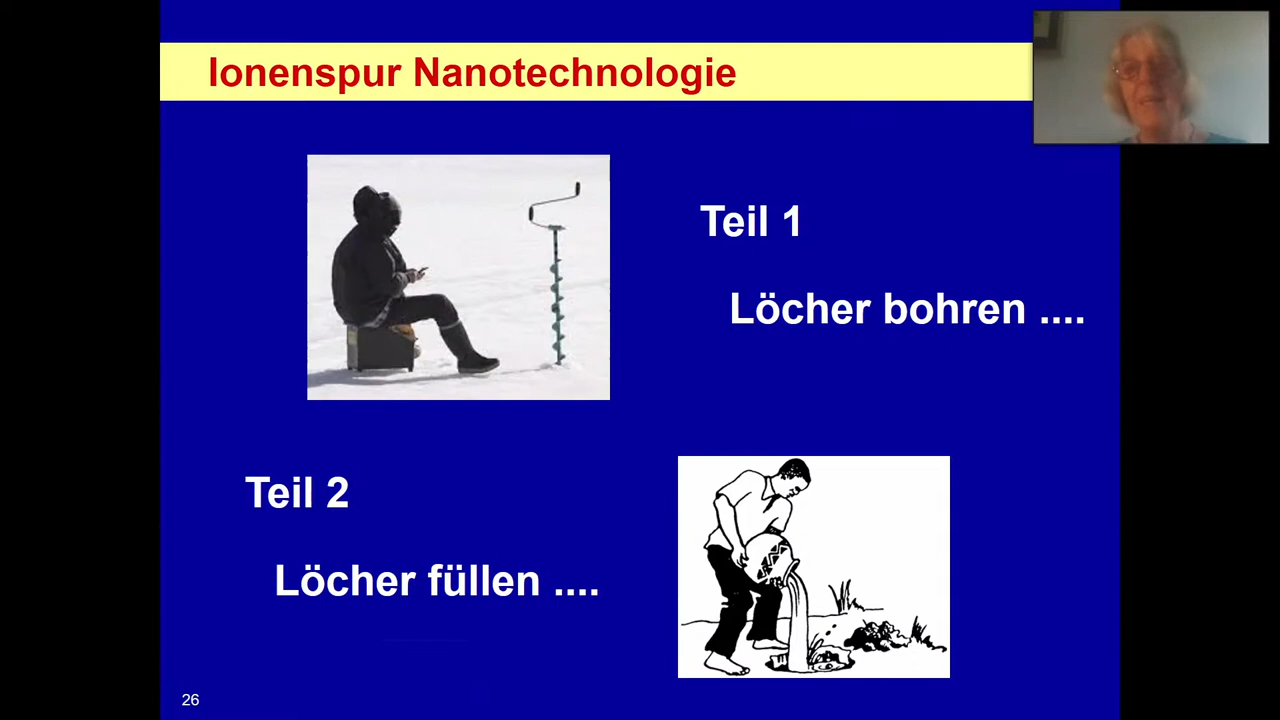 Ionenspur Nanotechnologie
Teil 1
Löcher bohren ....
Teil 2
Löcher füllen ....
26